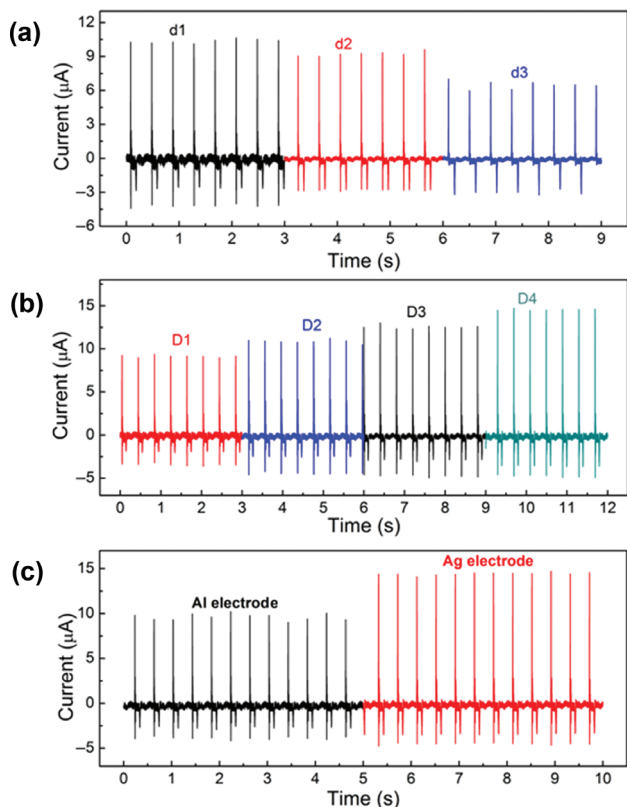 (a)
d1
d2
d3
Current (μA)
12
9
6
3
0
−3
−6
0 1 2 3 4 5 6 7 8 9
Time (s)
(b)
D1
D2
D3
D4
Current (μA)
15
10
5
0
−5
0 1 2 3 4 5 6 7 8 9 10 11 12
Time (s)
(c)
Al electrode
Ag electrode
Current (μA)
15
10
5
0
−5
0 1 2 3 4 5 6 7 8 9 10
Time (s)